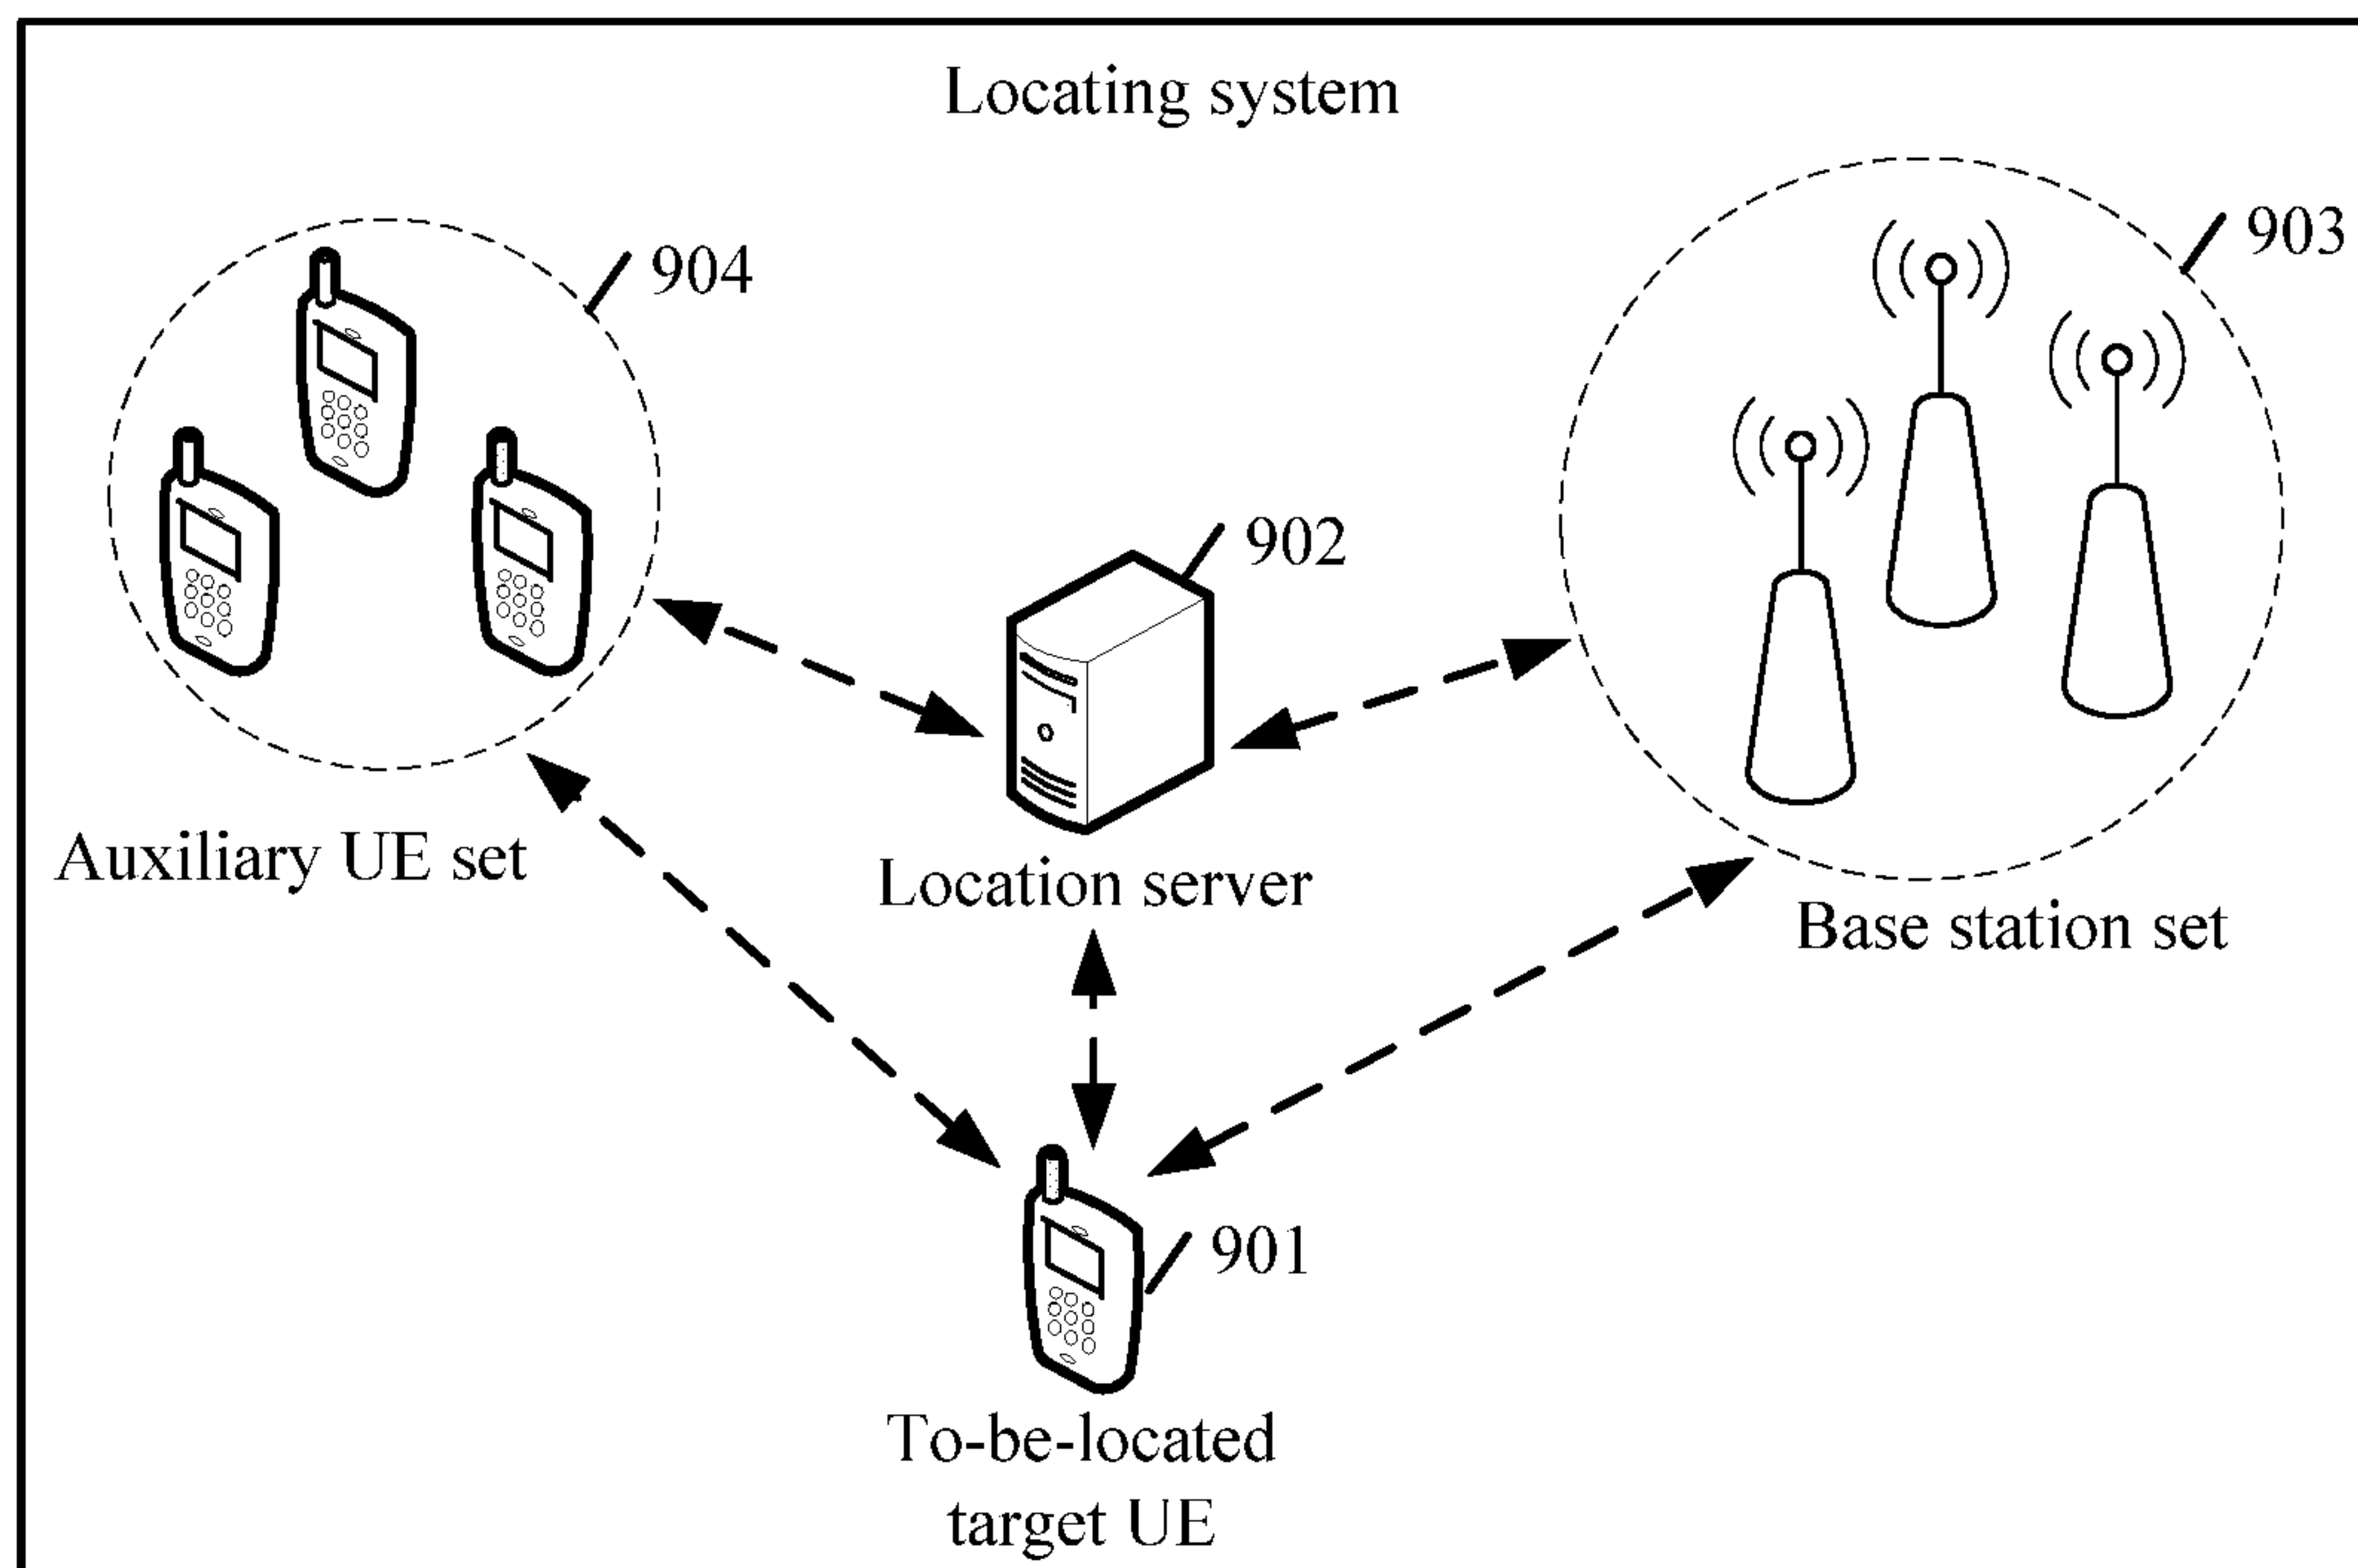 Locating system
904
903
902
Auxiliary UE set
Location server
Base station set
901
To-be-located
target UE